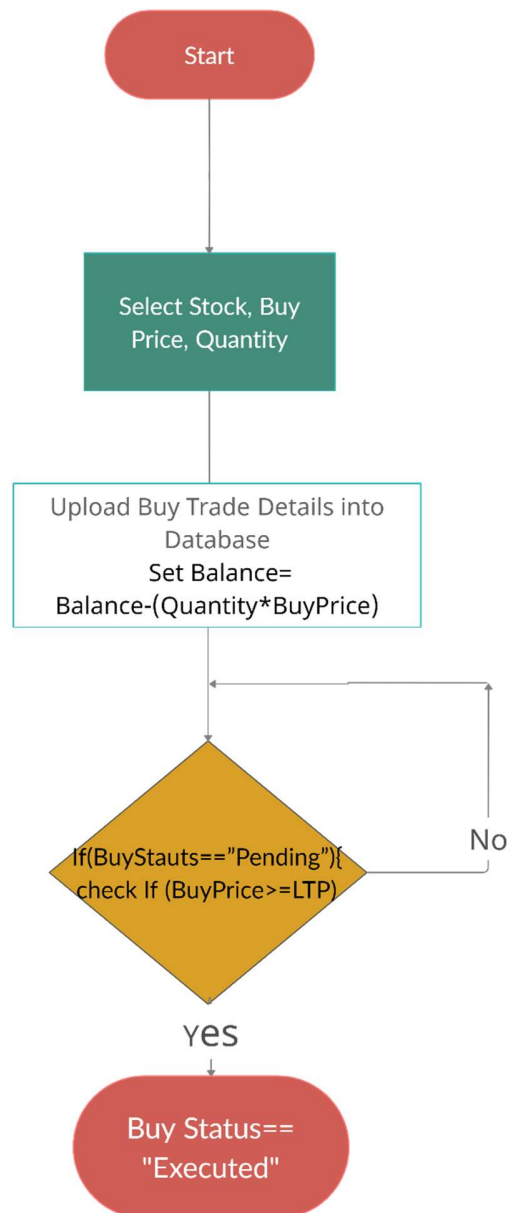 Start
Select Stock, Buy
Price, Quantity
Upload Buy Trade Details into
Database
Set Balance=
Balance-(Quantity*BuyPrice)
If(BuyStauts==”Pending”){
check If (BuyPrice>=LTP)
No
Yes
Buy Status==
"Executed"